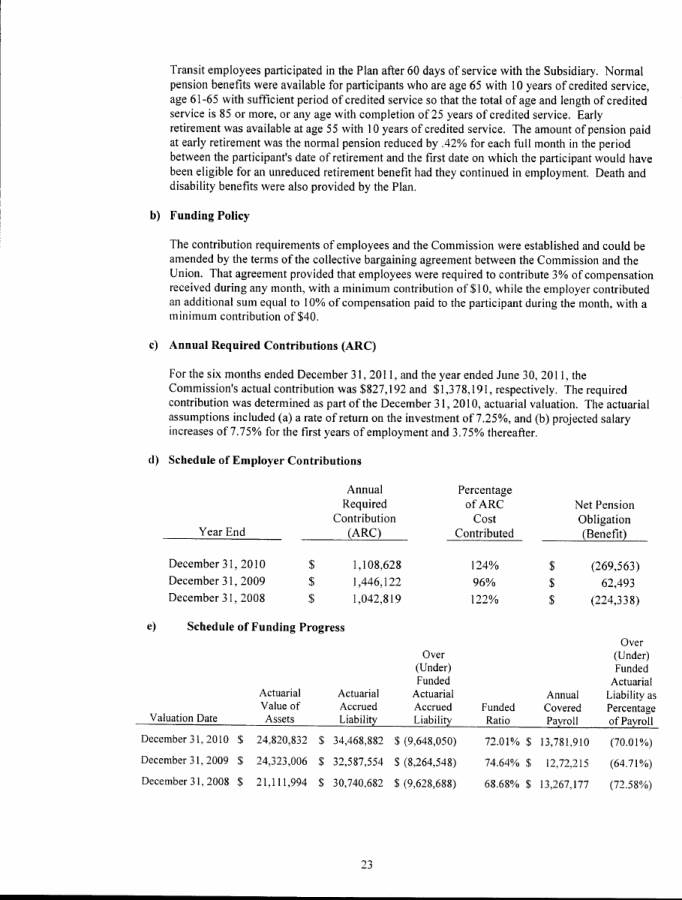 Transit employees participated in the Plan after 60 days of service with the Subsidiary. Normal
pension benefits were available for participants who are age 65 with 10 years of credited service,
age 61-65 with sufficient period of credited service so that the total of age and length of credited
service is 85 or more, or any age with completion of 25 years of credited service. Early
retirement was available at age 55 with 10 years of credited service. The amount of pension paid
at early retirement was the normal pension reduced by .42% for each full month in the period
between the participant's date of retirement and the first date on which the participant would have
been eligible for an unreduced retirement benefit had they continued in employment. Death and
disability benefits were also provided by the Plan.
b) Funding Policy
The contribution requirements of employees and the Commission were established and could be
amended by the terms of the collective bargaining agreement between the Commission and the
Union. That agreement provided that employees were required to contribute 3% of compensation
received during any month, with a minimum contribution of $10, while the employer contributed
an additional sum equal to 10% of compensation paid to the participant during the month, with a
minimum contribution of $40.
c) Annual Required Contributions (ARC)
For the six months ended December 31, 2011, and the year ended June 30, 2011, the
Commission's actual contribution was $827,192 and $1,378,191, respectively. The required
contribution was determined as part of the December 31, 2010, actuarial valuation. The actuarial
assumptions included (a) a rate of return on the investment of 7.25%, and (b) projected salary
increases of 7.75% for the first years of employment and 3.75% thereafter.
d) Schedule of Employer Contributions
Annual Percentage
Required of ARC Net Pension
Contribution Cost Obligation
Year End (ARC) Contributed (Benefit)
December 31, 2010 $ 1,108,628 124% $ (269,563)
December 31, 2009 $ 1,446,122 96% $ 62,493
December 31, 2008 $ 1,042,819 122% $ (224,338)
e) Schedule of Funding Progress
Over
Over (Under)
(Under) Funded
Funded Actuarial
Actuarial Actuarial Actuarial Annual Liability as
Value of Accrued Accrued Funded Covered Percentage
Valuation Date Assets Liability Liability Ratio Payroll of Payroll
December 31, 2010 $ 24,820,832 $ 34,468,882 $ (9,648,050) 72.01% $ 13,781,910 (70.01%)
December 31, 2009 $ 24,323,006 $ 32,587,554 $ (8,264,548) 74.64% $ 12,72,215 (64.71%)
December 31, 2008 $ 21,111,994 $ 30,740,682 $ (9,628,688) 68.68% $ 13,267,177 (72.58%)
23